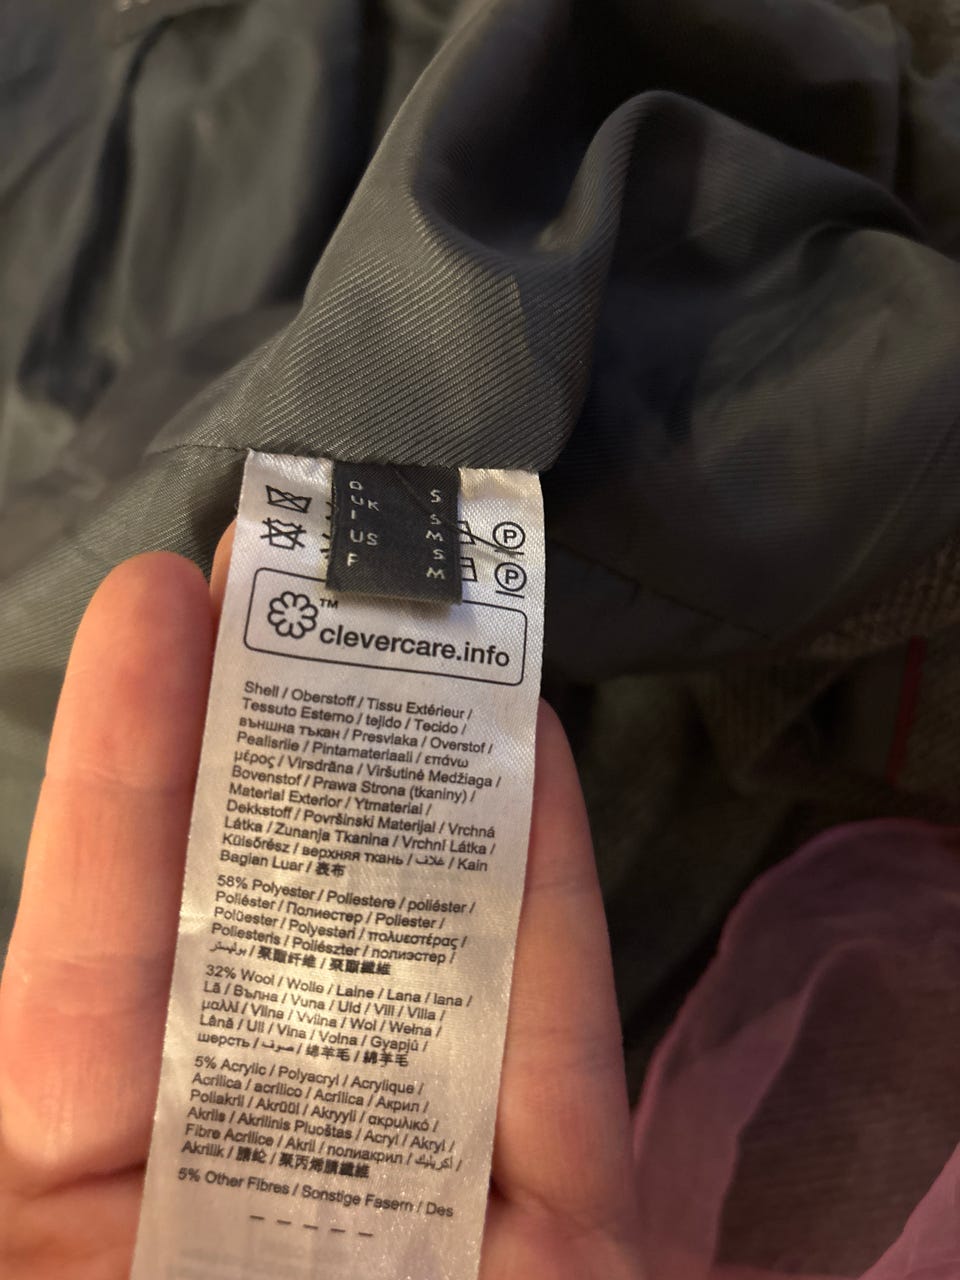 D S
UK S
I M
US S
F M
P
P
TM
clevercare.info
Shell / Oberstoff / Tissu Extérieur /
Tessuto Esterno / tejido / Tecido /
външна тъкан / Presvlaka / Overstof /
Pealisriie / Pintamateriaali / επάνω
μέρος / Virsdrāna / Viršutinė Medžiaga /
Bovenstof / Prawa Strona (tkaniny) /
Material Exterior / Ytmaterial /
Dekkstoff / Površinski Materijal / Vrchná
Látka / Zunanja Tkanina / Vrchní Látka /
Külsőrész / верхняя ткань / غلاف / Kain
Bagian Luar / 表布
58% Polyester / Poliestere / poliéster /
Poliéster / Полиестер / Poliester /
Polüester / Polyesteri / πολυεστέρας /
Poliesteris / Poliészter / полиэстер /
بوليستر / 聚酯纤维 / 聚酯纖維
32% Wool / Wolle / Laine / Lana / lana /
Lã / Вълна / Vuna / Uld / Vill / Villa /
μαλλί / Vilna / Vvilna / Wol / Wełna /
Lână / Ull / Vlna / Volna / Gyapjú /
шерсть / صوف / 绵羊毛 / 綿羊毛
5% Acrylic / Polyacryl / Acrylique /
Acrilica / acrílico / Acrílica / Акрил /
Poliakril / Akrüül / Akryyli / ακρυλικό /
Akrils / Akrilinis Pluoštas / Acryl / Akryl /
Fibre Acrilice / Akril / полиакрил / أكريليك /
Akrilik / 腈纶 / 聚丙烯腈纖維
5% Other Fibres / Sonstige Fasern / Des